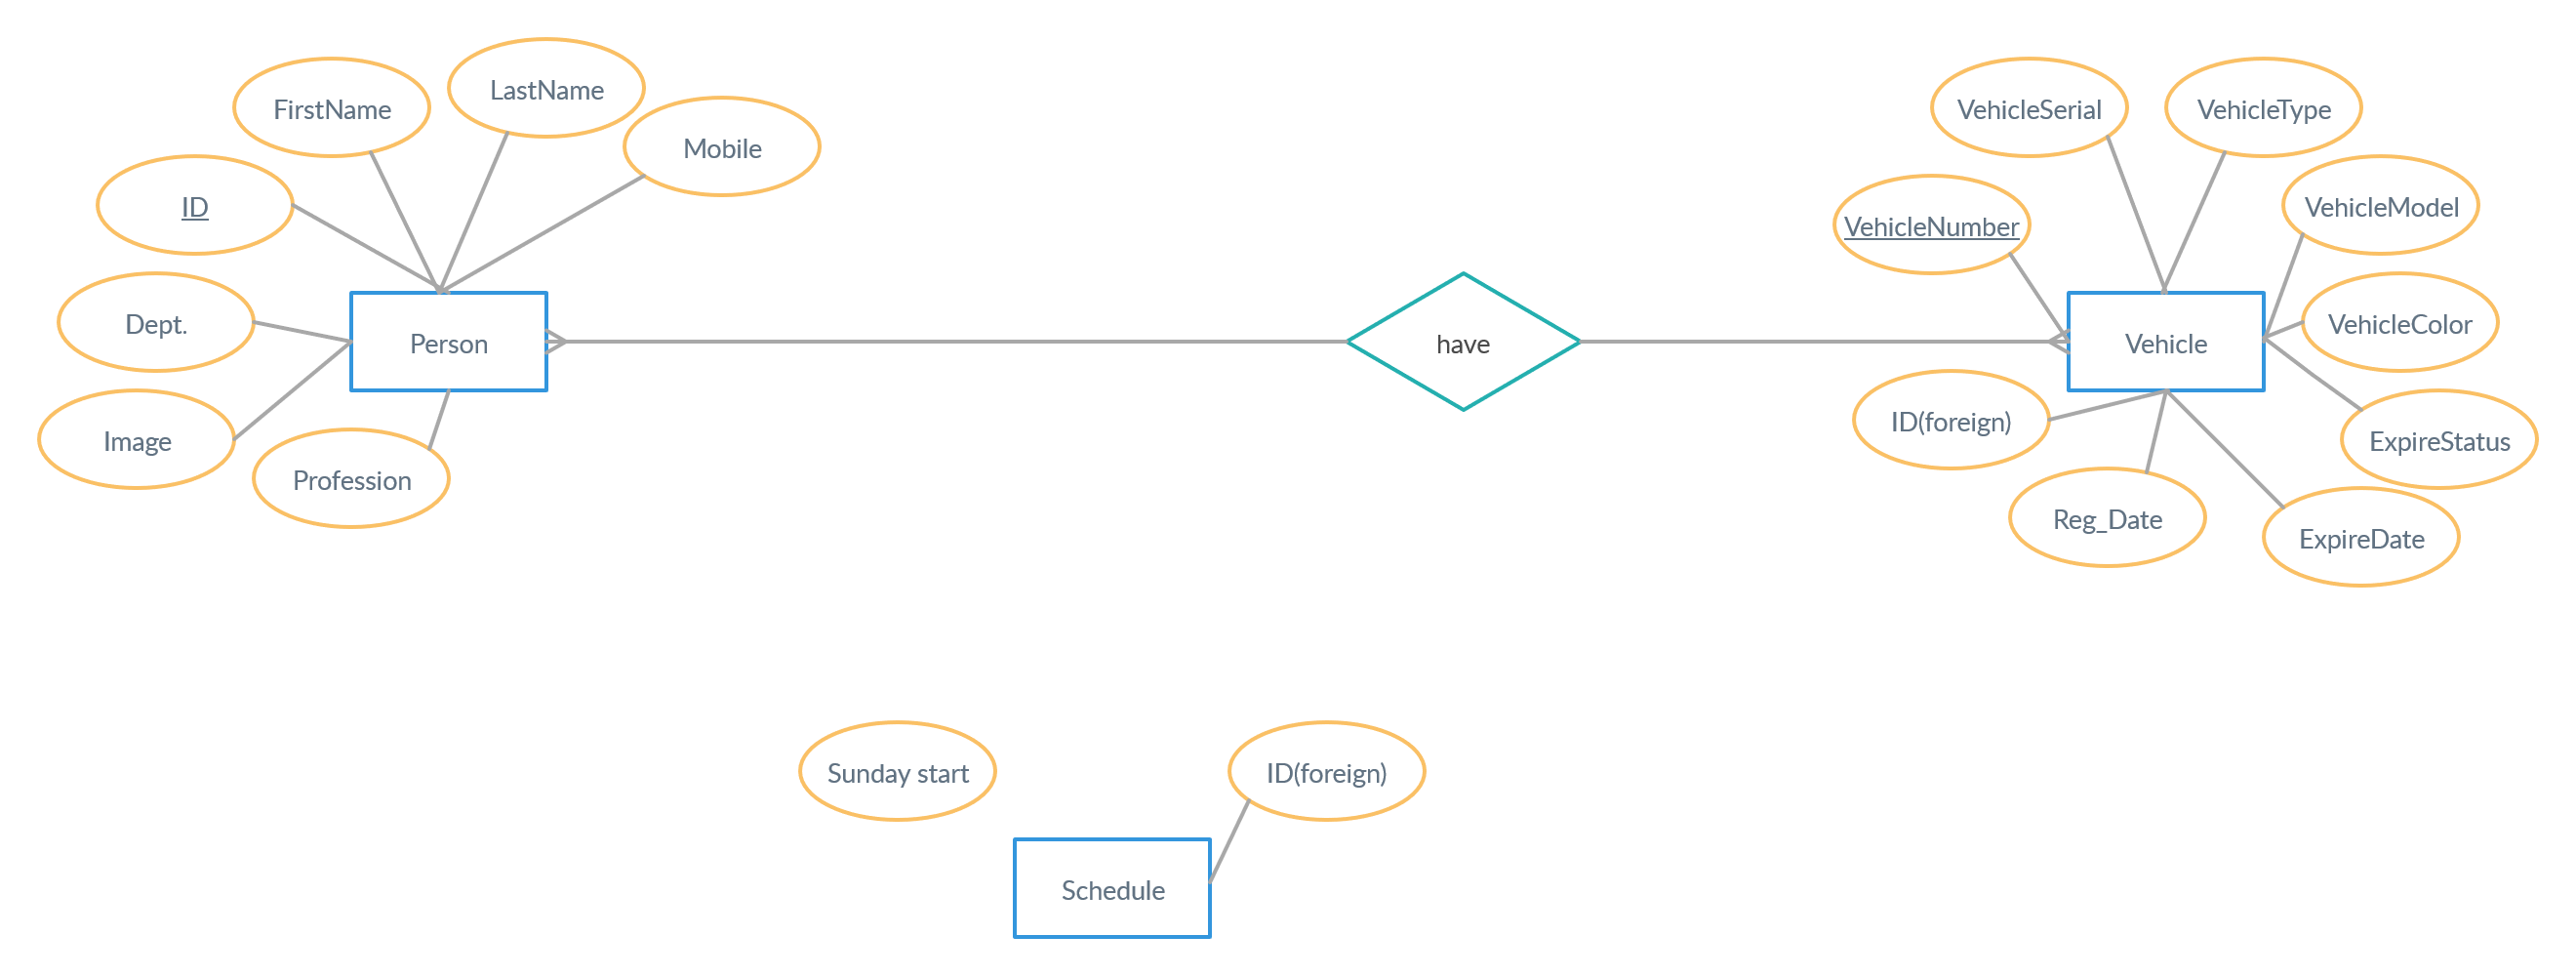 LastName
FirstName
VehicleSerial
VehicleType
Mobile
ID
VehicleModel
VehicleNumber
Dept.
VehicleColor
Person
have
Vehicle
ID(foreign)
Image
ExpireStatus
Profession
Reg_Date
ExpireDate
Sunday start
ID(foreign)
Schedule